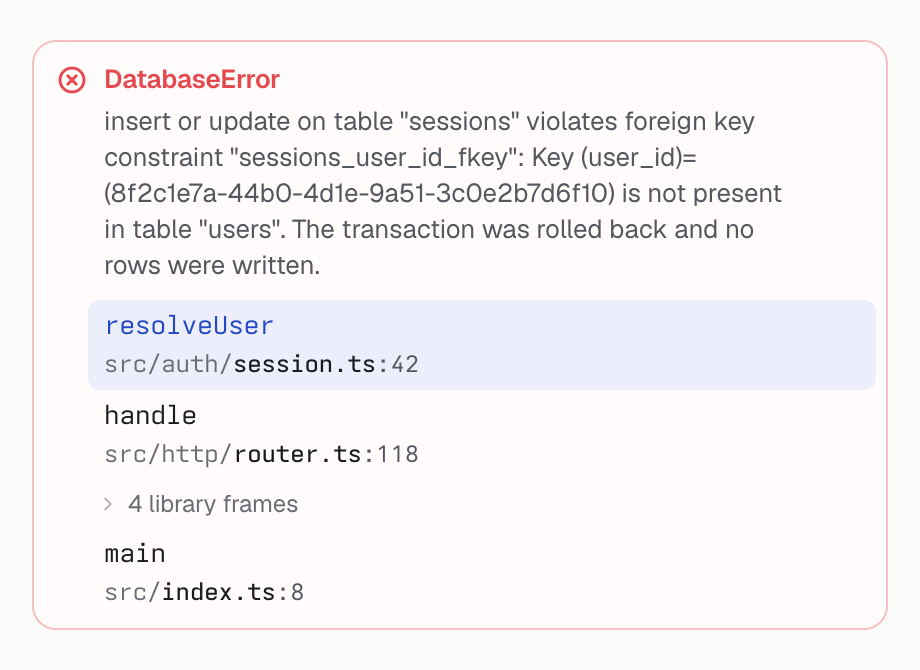 DatabaseError
insert or update on table "sessions" violates foreign key
constraint "sessions_user_id_fkey": Key (user_id)=
(8f2c1e7a-44b0-4d1e-9a51-3c0e2b7d6f10) is not present
in table "users". The transaction was rolled back and no
rows were written.
resolveUser
src/auth/session.ts:42
handle
src/http/router.ts:118
4 library frames
main
src/index.ts:8